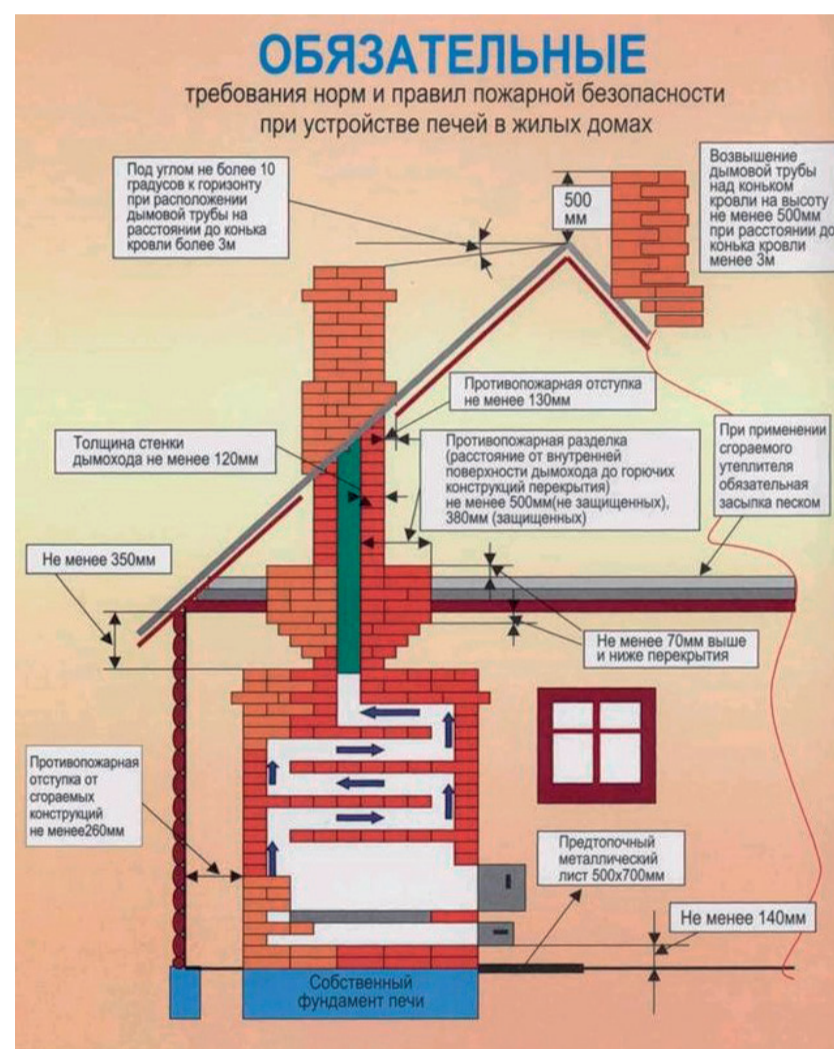 ОБЯЗАТЕЛЬНЫЕ
требования норм и правил пожарной безопасности
при устройстве печей в жилых домах
Под углом не более 10
градусов к горизонту
при расположении
дымовой трубы на
расстоянии до конька
кровли более 3м
500
мм
Возвышение
дымовой трубы
над коньком
кровли на высоту
не менее 500мм
при расстоянии до
конька кровли
менее 3м
Противопожарная отступка
не менее 130мм
Толщина стенки
дымохода не менее 120мм
Противопожарная разделка
(расстояние от внутренней
поверхности дымохода до горючих
конструкций перекрытия)
не менее 500мм(не защищенных),
380мм (защищенных)
При применении
сгораемого
утеплителя
обязательная
засыпка песком
Не менее 350мм
Не менее 70мм выше
и ниже перекрытия
Противопожарная
отступка от
сгораемых
конструкций
не менее260мм
Предтопочный
металлический
лист 500х700мм
Не менее 140мм
Собственный
фундамент печи